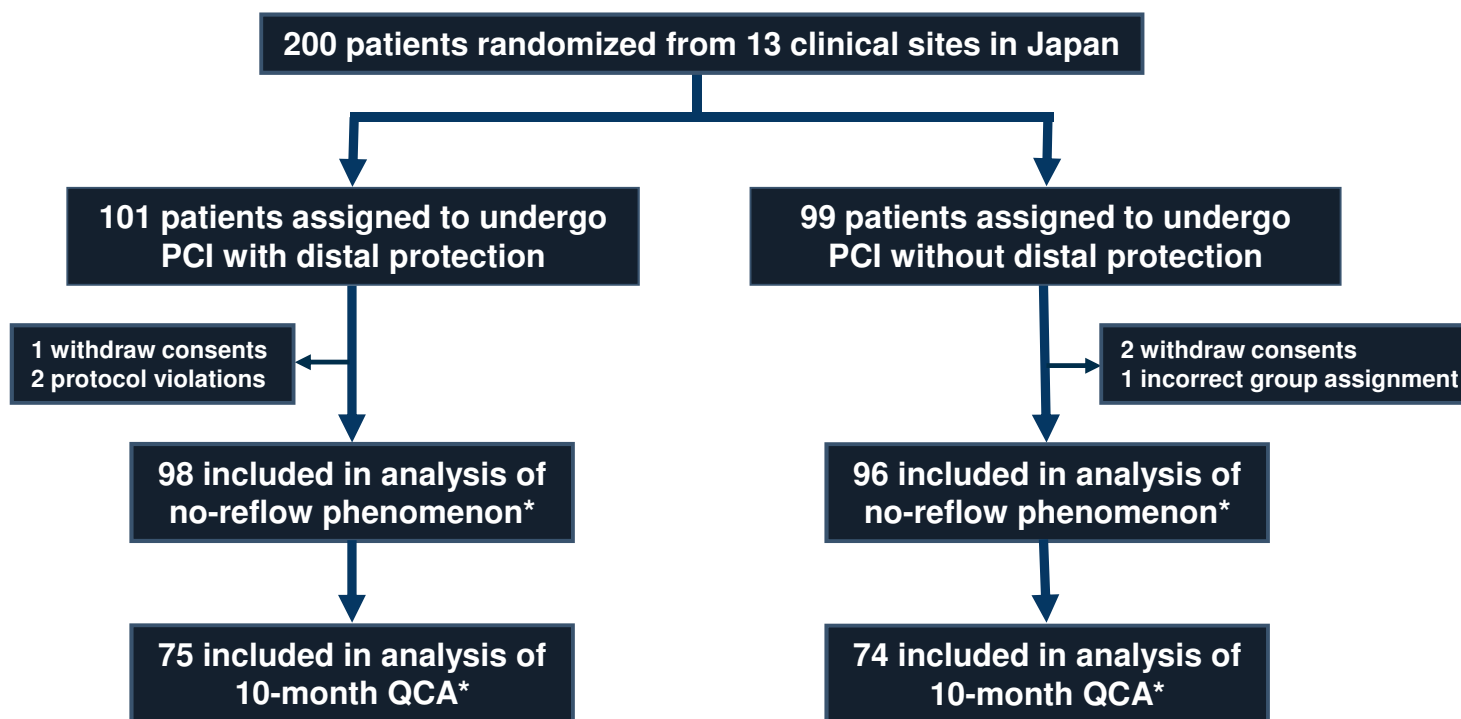 200 patients randomized from 13 clinical sites in Japan
101 patients assigned to undergo
PCI with distal protection
99 patients assigned to undergo
PCI without distal protection
1 withdraw consents
2 protocol violations
2 withdraw consents
1 incorrect group assignment
98 included in analysis of
no-reflow phenomenon*
96 included in analysis of
no-reflow phenomenon*
75 included in analysis of
10-month QCA*
74 included in analysis of
10-month QCA*